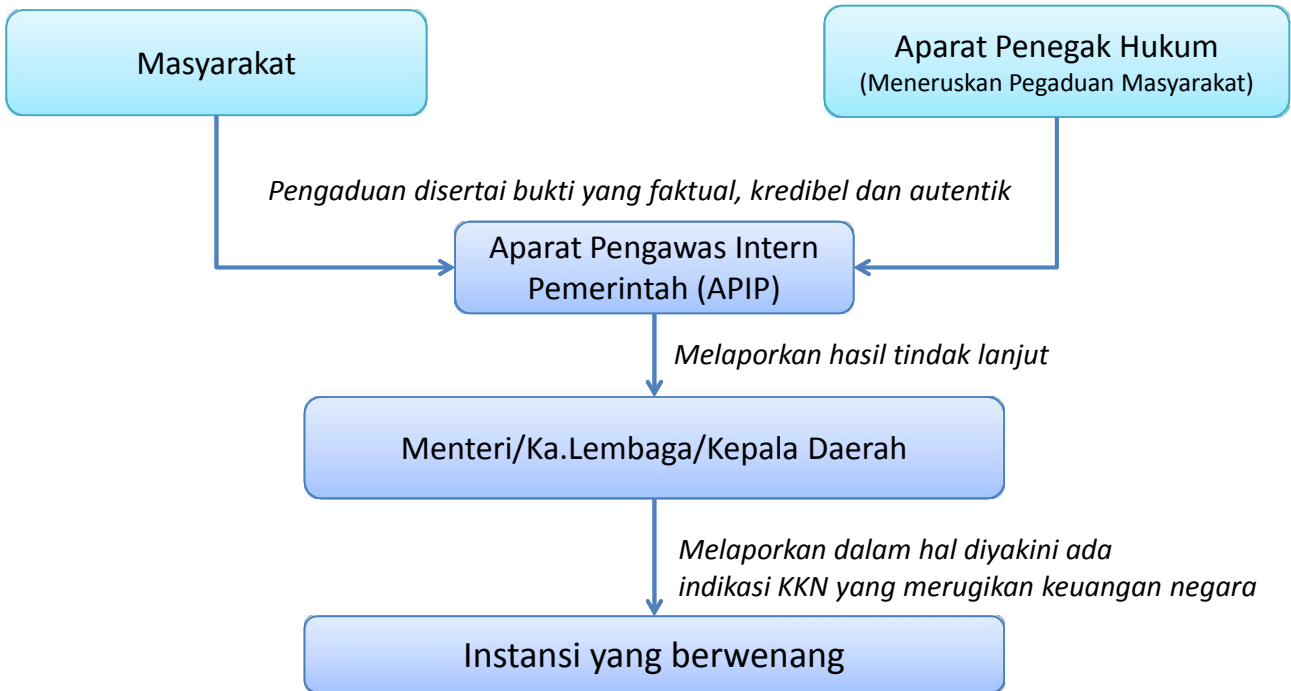 Masyarakat
Aparat Penegak Hukum
(Meneruskan Pegaduan Masyarakat)
Pengaduan disertai bukti yang faktual, kredibel dan autentik
Aparat Pengawas Intern
Pemerintah (APIP)
Melaporkan hasil tindak lanjut
Menteri/Ka.Lembaga/Kepala Daerah
Melaporkan dalam hal diyakini ada
indikasi KKN yang merugikan keuangan negara
Instansi yang berwenang